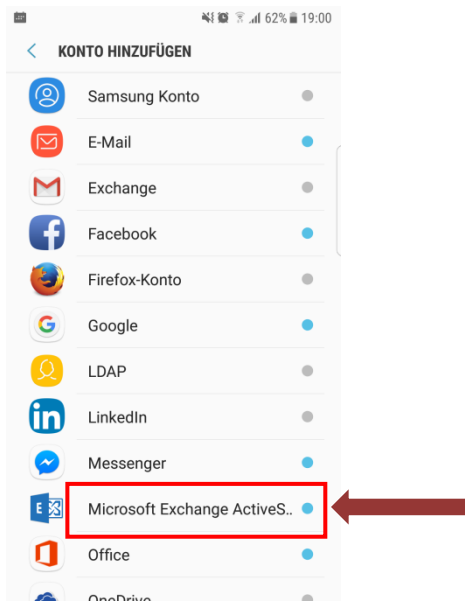 62% 19:00
KONTO HINZUFÜGEN
Samsung Konto
E-Mail
Exchange
Facebook
Firefox-Konto
Google
LDAP
LinkedIn
Messenger
Microsoft Exchange ActiveS..
Office
OneDrive